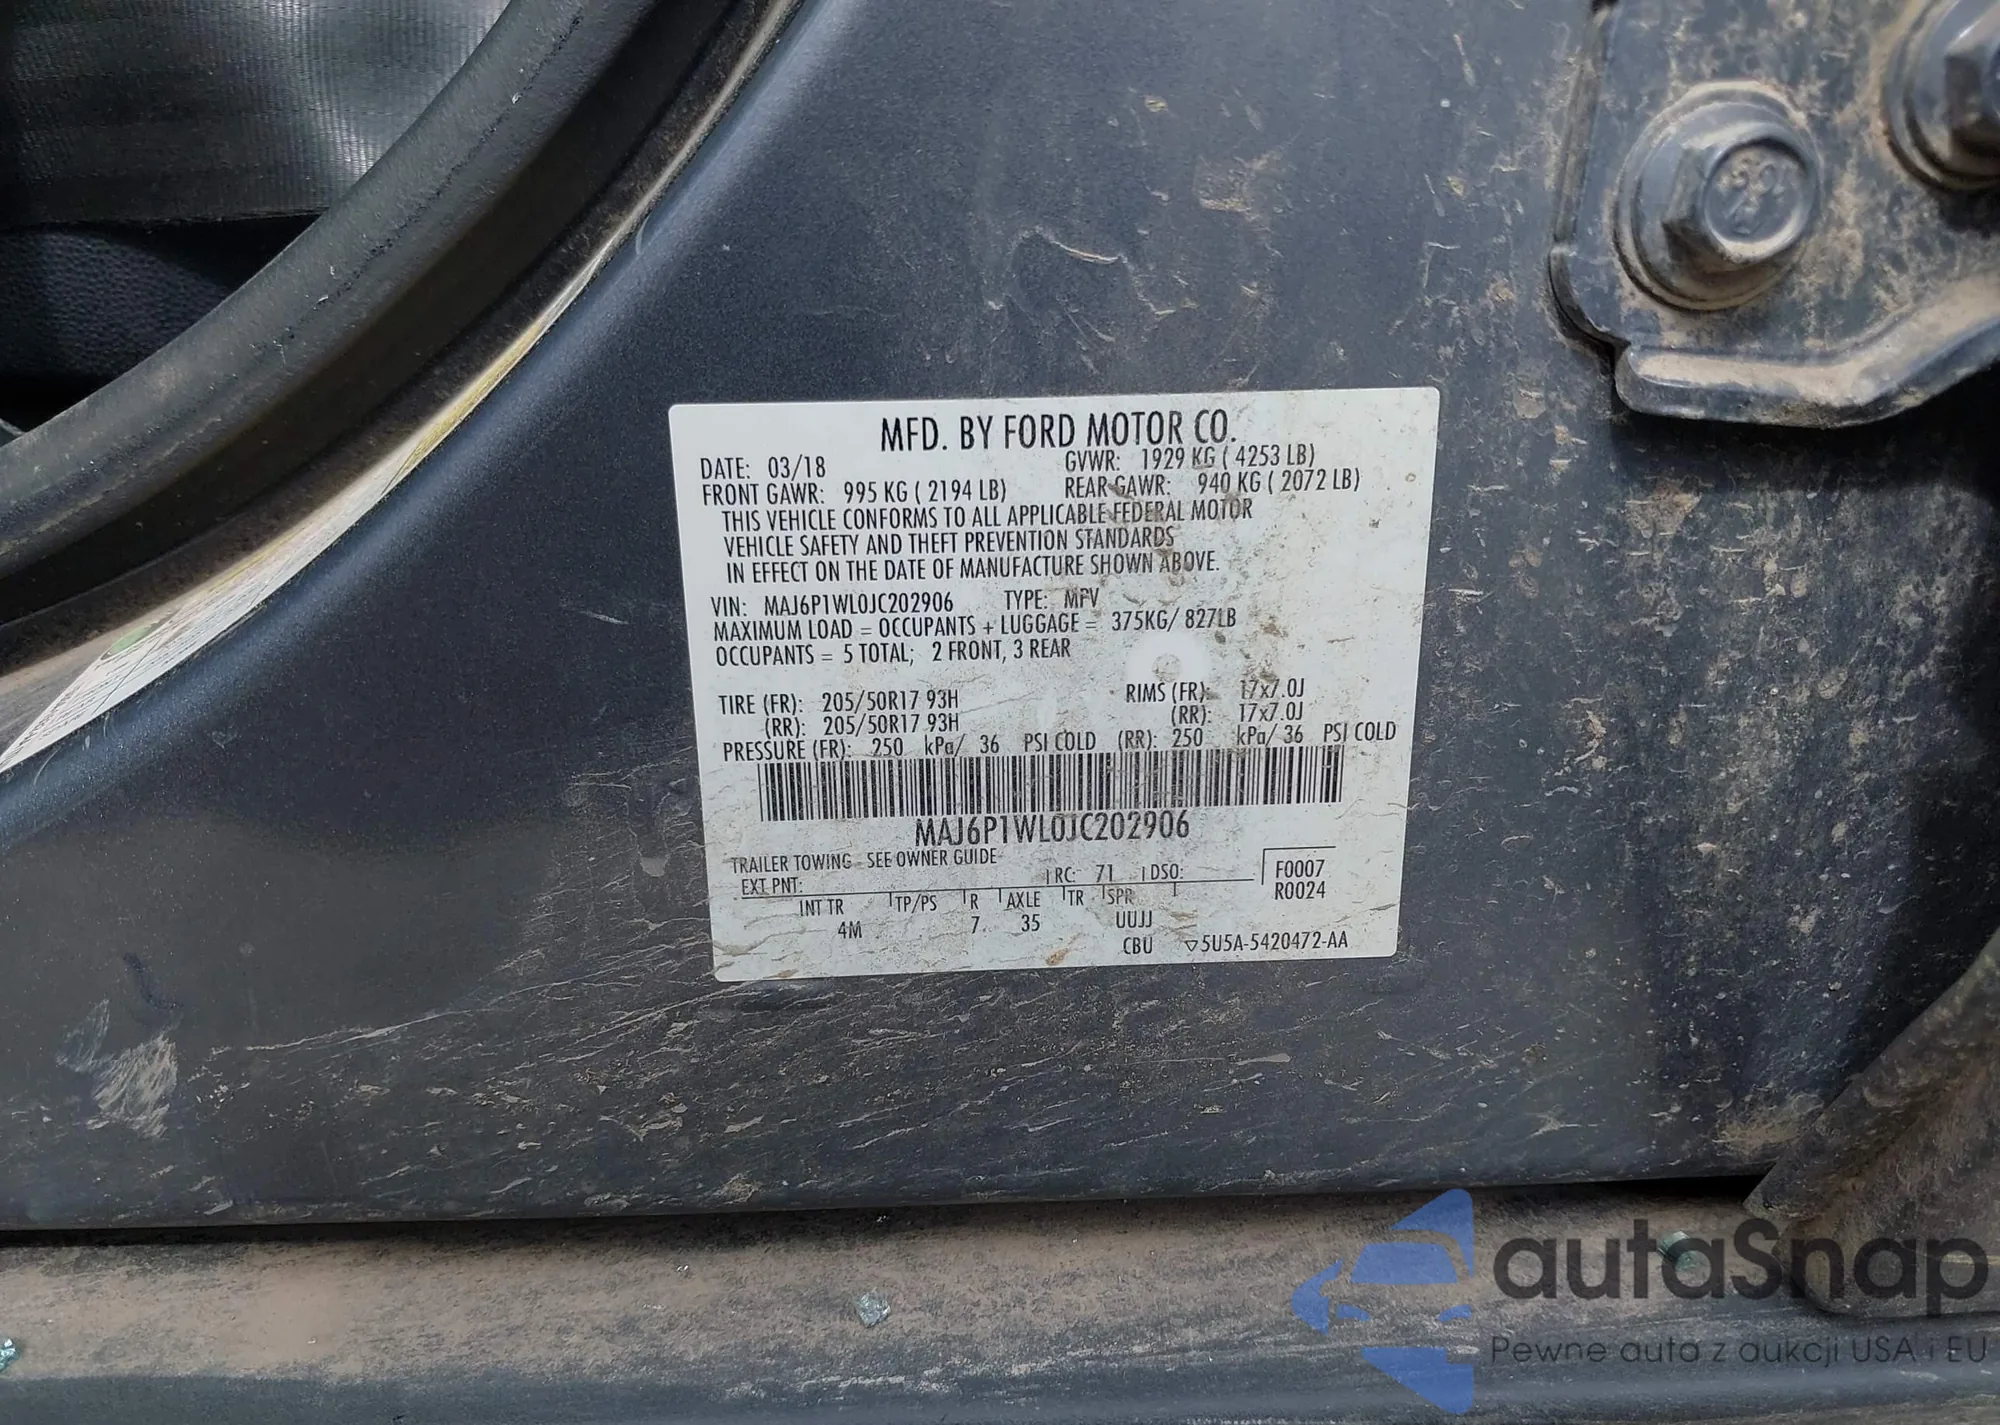 MFD. BY FORD MOTOR CO.
DATE: 03/18 GVWR: 1929 KG ( 4253 LB)
FRONT GAWR: 995 KG ( 2194 LB) REAR GAWR: 940 KG ( 2072 LB)
THIS VEHICLE CONFORMS TO ALL APPLICABLE FEDERAL MOTOR
VEHICLE SAFETY AND THEFT PREVENTION STANDARDS
IN EFFECT ON THE DATE OF MANUFACTURE SHOWN ABOVE.
VIN: MAJ6P1WL0JC202906 TYPE: MPV
MAXIMUM LOAD = OCCUPANTS + LUGGAGE = 375KG/ 827LB
OCCUPANTS = 5 TOTAL; 2 FRONT, 3 REAR
TIRE (FR): 205/50R17 93H RIMS (FR): 17x7.0J
(RR): 205/50R17 93H (RR): 17x7.0J
PRESSURE (FR): 250 kPa/ 36 PSI COLD (RR): 250 kPa/ 36 PSI COLD
MAJ6P1WL0JC202906
TRAILER TOWING - SEE OWNER GUIDE
EXT PNT: RC: 71 DSO: F0007
R0024
INT TR TP/PS R AXLE TR SPR
4M 7 35 UUJJ
CBU ▽5U5A-5420472-AA
autaSnap
Pewne auta z aukcji USA i EU